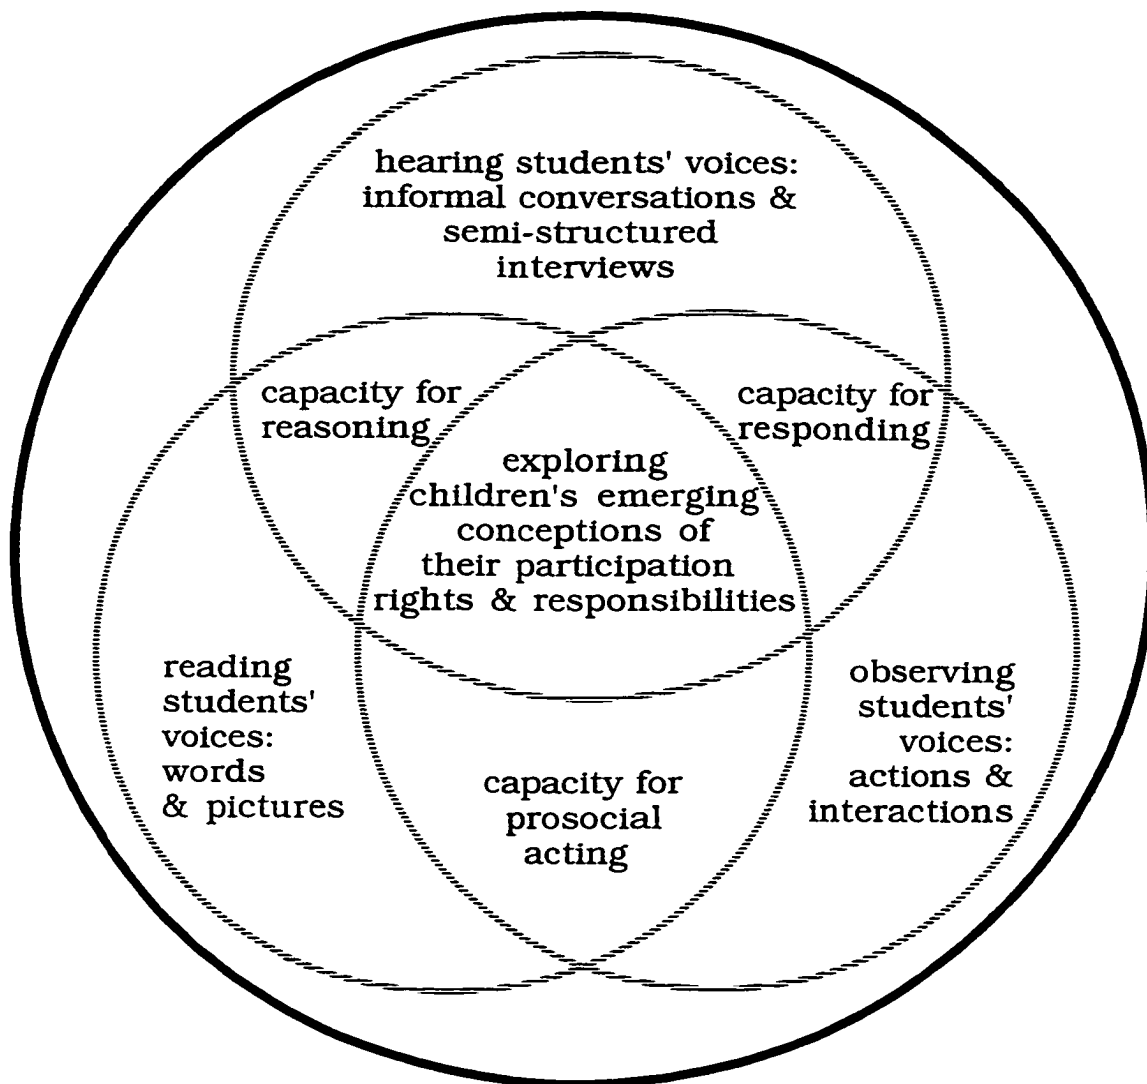 hearing students' voices:
informal conversations &
semi-structured
interviews
capacity for
reasoning
capacity for
responding
exploring
children's emerging
conceptions of
their participation
rights & responsibilities
reading
students'
voices:
words
& pictures
observing
students'
voices:
actions &
interactions
capacity for
prosocial
acting